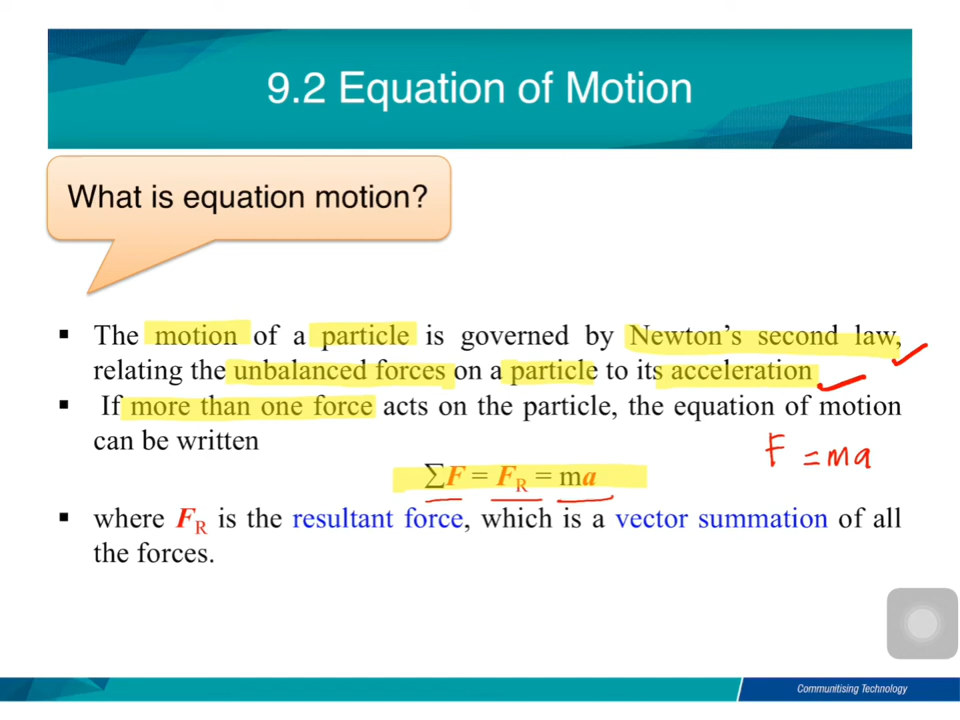 9.2 Equation of Motion
What is equation motion?
▪ The motion of a particle is governed by Newton's second law,
relating the unbalanced forces on a particle to its acceleration
▪ If more than one force acts on the particle, the equation of motion
can be written
F = ma
∑F = F_R = ma
▪ where F_R is the resultant force, which is a vector summation of all
the forces.
Communitising Technology